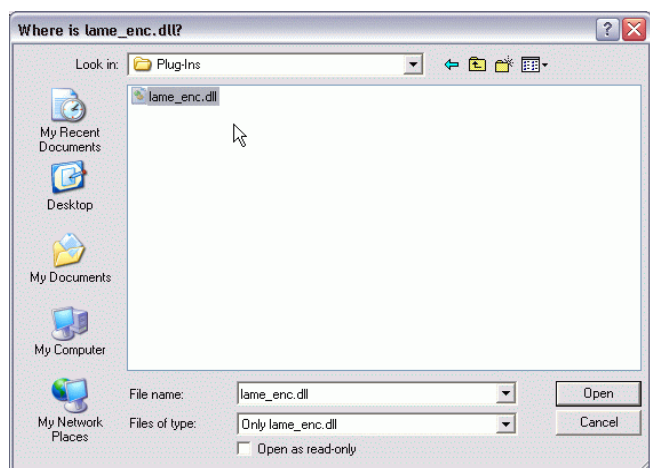 Where is lame_enc.dll?
Look in: Plug-Ins
lame_enc.dll
My Recent
Documents
Desktop
My Documents
My Computer
My Network
Places
File name: lame_enc.dll Open
Files of type: Only lame_enc.dll Cancel
Open as read-only